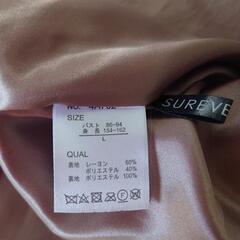 SIZE
バスト 86-94
身 長 154-162
L
QUAL
表地 レーヨン 60%
ポリエステル 40%
裏地 ポリエステル 100%
SUREVE